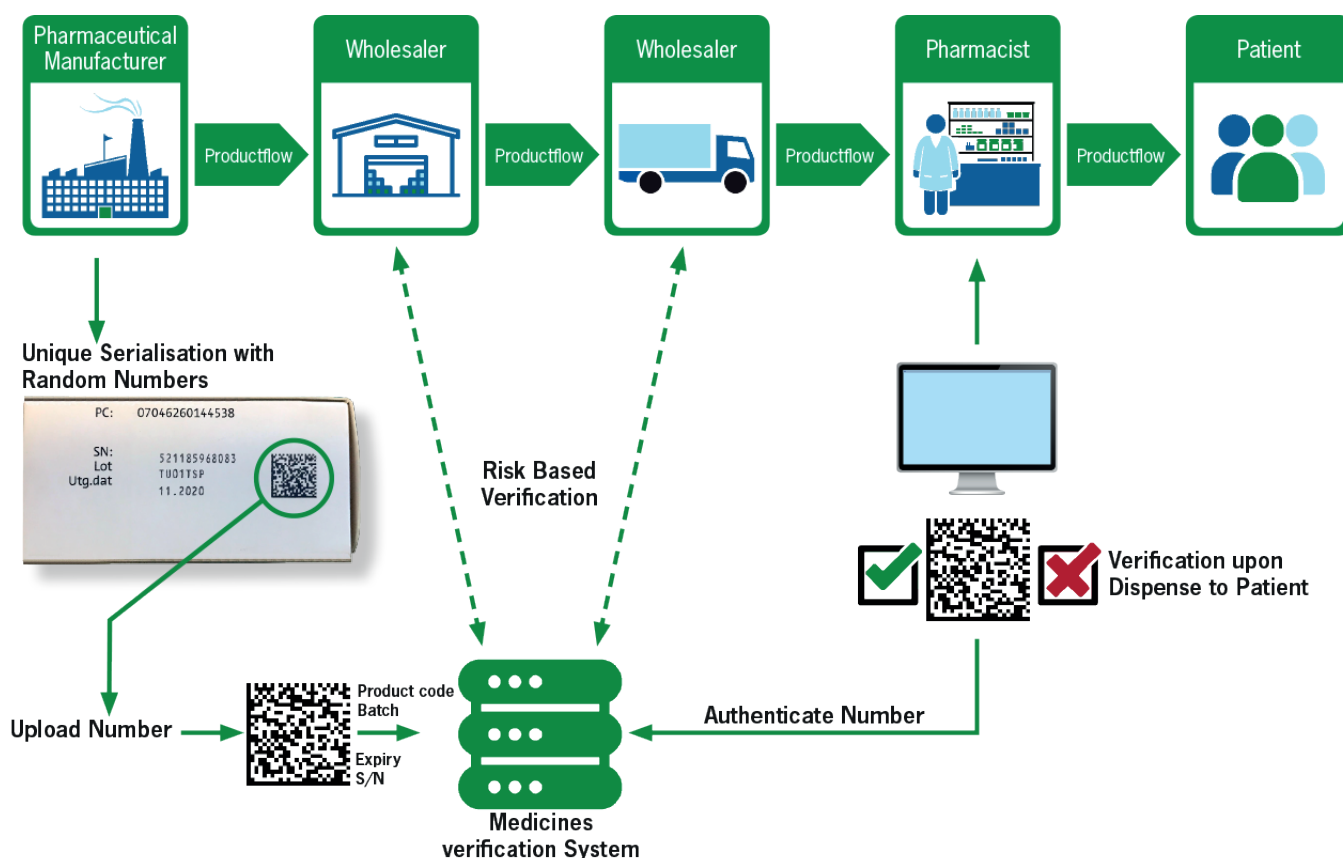 Pharmaceutical
Manufacturer
Wholesaler
Wholesaler
Pharmacist
Patient
Productflow
Productflow
Productflow
Productflow
Unique Serialisation with
Random Numbers
PC: 07046260144538
SN: 521185968083
Lot TU01TSP
Utg.dat 11.2020
Risk Based
Verification
Verification upon
Dispense to Patient
Upload Number
Product code
Batch
Expiry
S/N
Authenticate Number
Medicines
verification System